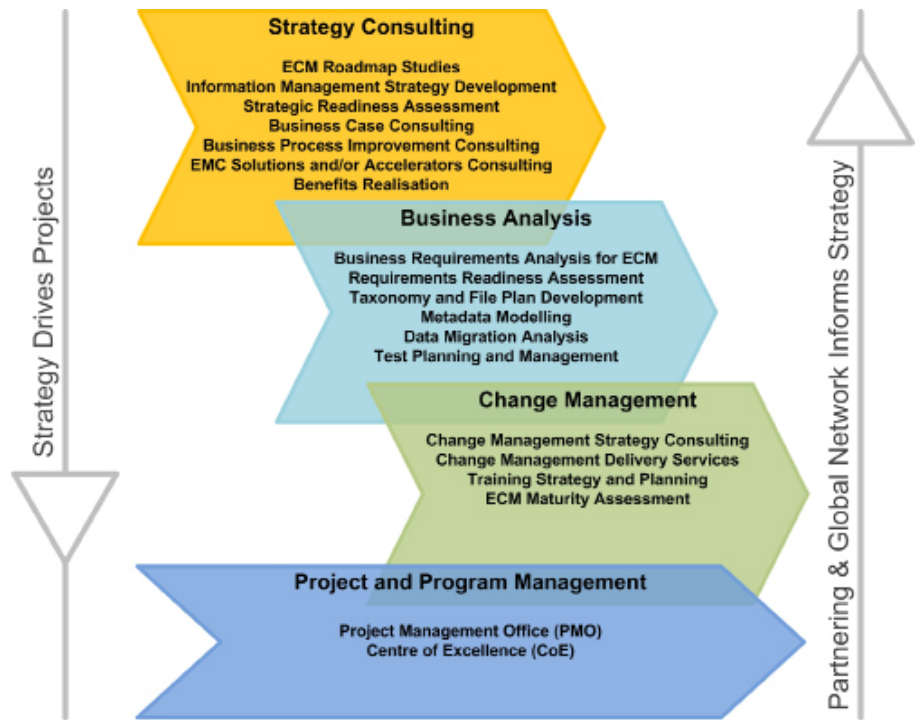 Strategy Consulting
ECM Roadmap Studies
Information Management Strategy Development
Strategic Readiness Assessment
Business Case Consulting
Business Process Improvement Consulting
EMC Solutions and/or Accelerators Consulting
Benefits Realisation
Business Analysis
Business Requirements Analysis for ECM
Requirements Readiness Assessment
Taxonomy and File Plan Development
Metadata Modelling
Data Migration Analysis
Test Planning and Management
Change Management
Change Management Strategy Consulting
Change Management Delivery Services
Training Strategy and Planning
ECM Maturity Assessment
Project and Program Management
Project Management Office (PMO)
Centre of Excellence (CoE)
Strategy Drives Projects
Partnering & Global Network Informs Strategy